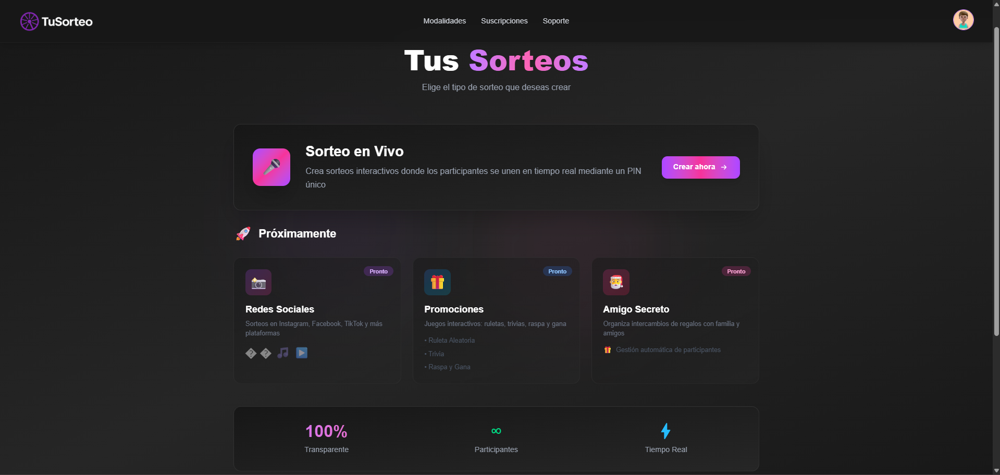 TuSorteo
Modalidades
Suscripciones
Soporte
Tus Sorteos
Elige el tipo de sorteo que deseas crear
Sorteo en Vivo
Crea sorteos interactivos donde los participantes se unen en tiempo real mediante un PIN
único
Crear ahora →
Próximamente
Pronto
Redes Sociales
Sorteos en Instagram, Facebook, TikTok y más
plataformas
� �
Pronto
Promociones
Juegos interactivos: ruletas, trivias, raspa y gana
• Ruleta Aleatoria
• Trivia
• Raspa y Gana
Pronto
Amigo Secreto
Organiza intercambios de regalos con familia y
amigos
Gestión automática de participantes
100%
Transparente
∞
Participantes
Tiempo Real